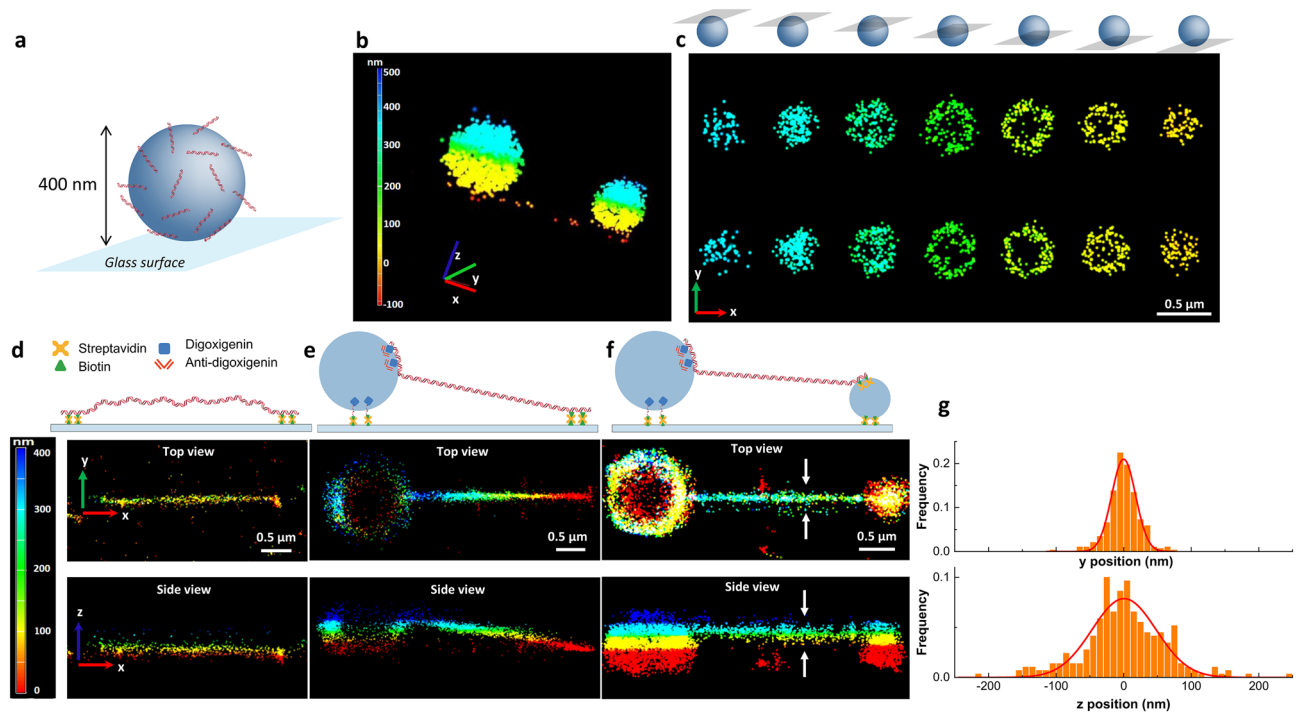 a
400 nm
Glass surface
b
nm
500
400
300
200
100
0
-100
z
y
x
c
y
x
0.5 µm
d
Streptavidin
Biotin
Digoxigenin
Anti-digoxigenin
e
f
g
nm
400
300
200
100
0
Top view
y
x
0.5 µm
Top view
0.5 µm
Top view
0.5 µm
Side view
z
x
Side view
Side view
Frequency
0.2
0.1
0.0
y position (nm)
Frequency
0.1
0.0
-200
-100
0
100
200
z position (nm)